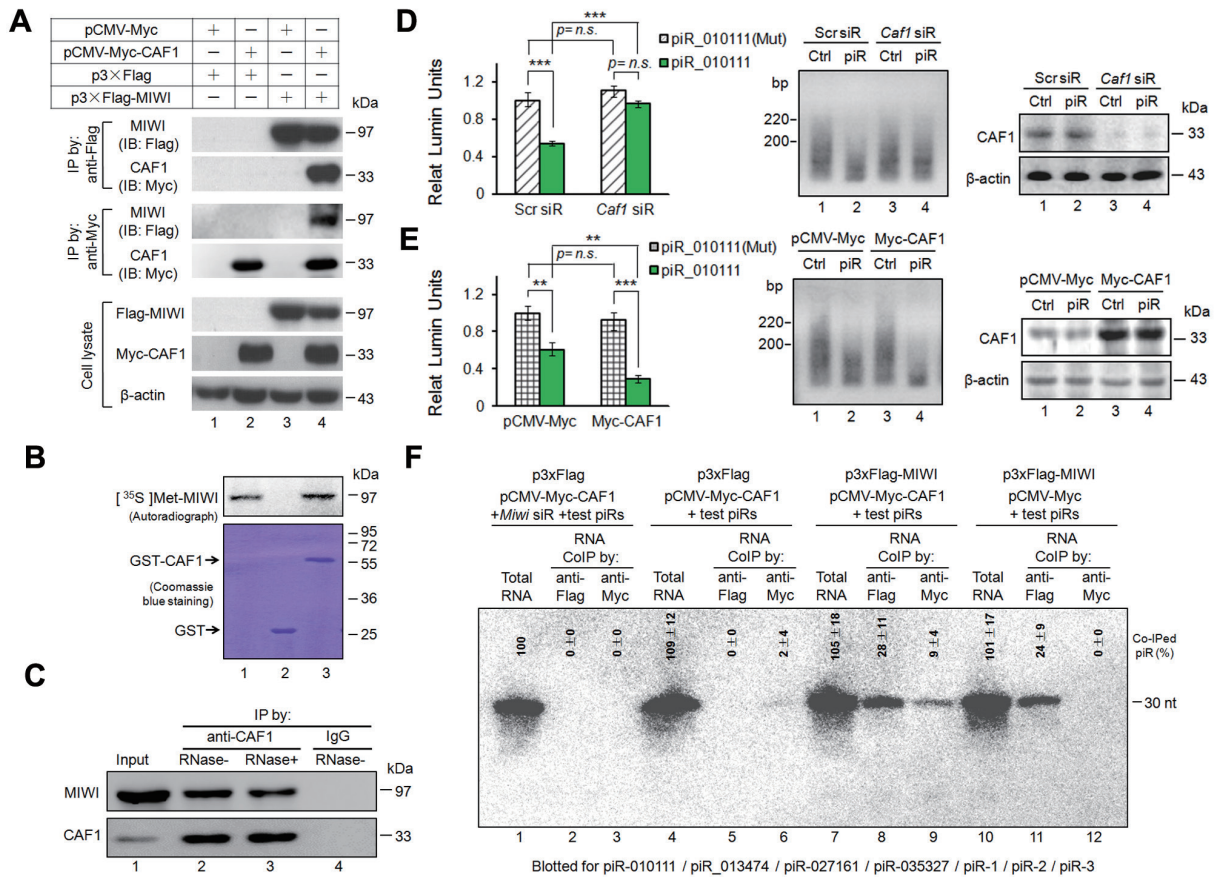 A
pCMV-Myc + − + −
pCMV-Myc-CAF1 − + − +
p3×Flag + + − −
p3×Flag-MIWI − − + +
kDa
IP by: anti-Flag
MIWI (IB: Flag) 97
CAF1 (IB: Myc) 33
IP by: anti-Myc
MIWI (IB: Flag) 97
CAF1 (IB: Myc) 33
Cell lysate
Flag-MIWI 97
Myc-CAF1 33
β-actin 43
1 2 3 4
B
kDa
[35S]Met-MIWI 97
(Autoradiograph)
95
72
GST-CAF1 55
(Coomassie blue staining)
36
GST 25
1 2 3
C
IP by:
anti-CAF1 IgG
Input RNase- RNase+ RNase-
kDa
MIWI 97
CAF1 33
1 2 3 4
D
Relat Lumin Units
***
p= n.s.
***
p= n.s.
piR_010111(Mut)
piR_010111
1.2
0.8
0.4
0
Scr siR Caf1 siR
Scr siR Caf1 siR
bp Ctrl piR Ctrl piR
220
200
1 2 3 4
Scr siR Caf1 siR
Ctrl piR Ctrl piR kDa
CAF1 33
β-actin 43
1 2 3 4
E
Relat Lumin Units
**
p= n.s.
**
***
piR_010111(Mut)
piR_010111
1.2
0.8
0.4
0
pCMV-Myc Myc-CAF1
pCMV-Myc Myc-CAF1
bp Ctrl piR Ctrl piR
220
200
1 2 3 4
pCMV-Myc Myc-CAF1
Ctrl piR Ctrl piR kDa
CAF1 33
β-actin 43
1 2 3 4
F
p3xFlag p3xFlag p3xFlag-MIWI p3xFlag-MIWI
pCMV-Myc-CAF1 pCMV-Myc-CAF1 pCMV-Myc-CAF1 pCMV-Myc
+Miwi siR +test piRs + test piRs + test piRs + test piRs
RNA RNA RNA RNA
CoIP by: CoIP by: CoIP by: CoIP by:
Total anti- anti- Total anti- anti- Total anti- anti- Total anti- anti-
RNA Flag Myc RNA Flag Myc RNA Flag Myc RNA Flag Myc
100 0±0 0±0 109±12 0±0 2±4 105±18 28±11 9±4 101±17 24±9 0±0
Co-IPed piR (%)
30 nt
1 2 3 4 5 6 7 8 9 10 11 12
Blotted for piR-010111 / piR_013474 / piR-027161 / piR-035327 / piR-1 / piR-2 / piR-3